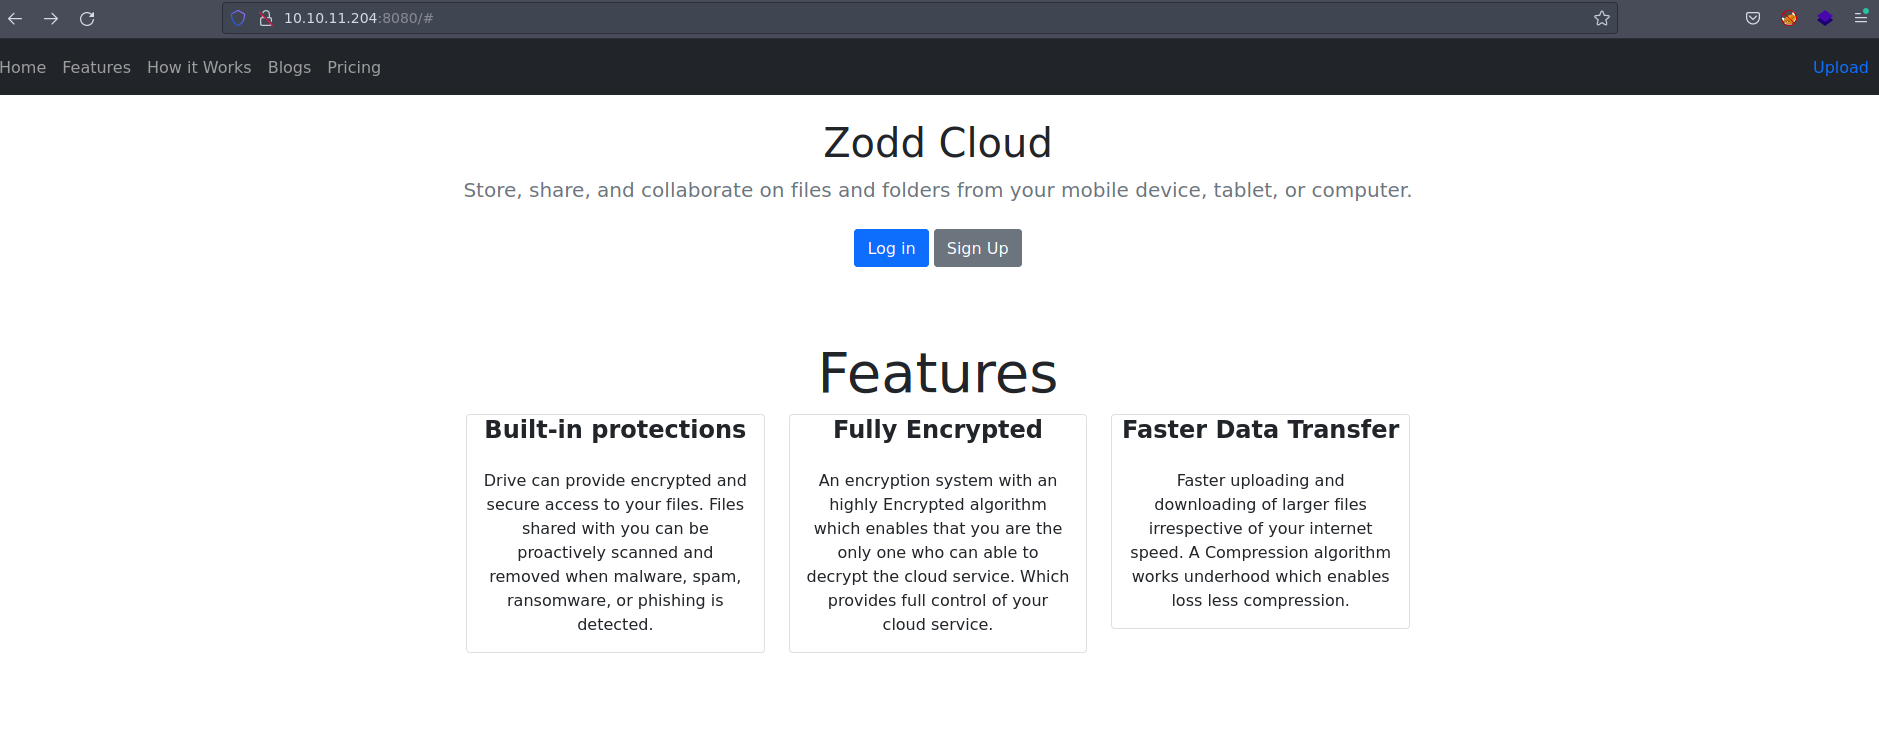 10.10.11.204:8080/#
Home Features How it Works Blogs Pricing Upload
Zodd Cloud
Store, share, and collaborate on files and folders from your mobile device, tablet, or computer.
Log in Sign Up
Features
Built-in protections
Drive can provide encrypted and
secure access to your files. Files
shared with you can be
proactively scanned and
removed when malware, spam,
ransomware, or phishing is
detected.
Fully Encrypted
An encryption system with an
highly Encrypted algorithm
which enables that you are the
only one who can able to
decrypt the cloud service. Which
provides full control of your
cloud service.
Faster Data Transfer
Faster uploading and
downloading of larger files
irrespective of your internet
speed. A Compression algorithm
works underhood which enables
loss less compression.